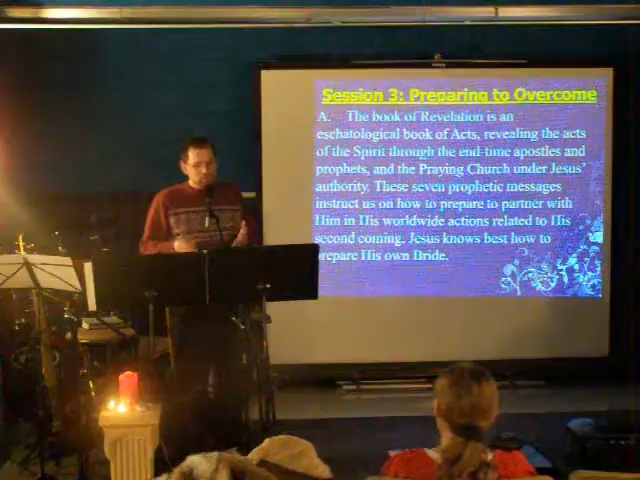 Session 3: Preparing to Overcome
A. The book of Revelation is an
eschatological book of Acts, revealing the acts
of the Spirit through the end-time apostles and
prophets, and the Praying Church under Jesus'
authority. These seven prophetic messages
instruct us on how to prepare to partner with
Him in His worldwide actions related to His
second coming. Jesus knows best how to
prepare His own Bride.